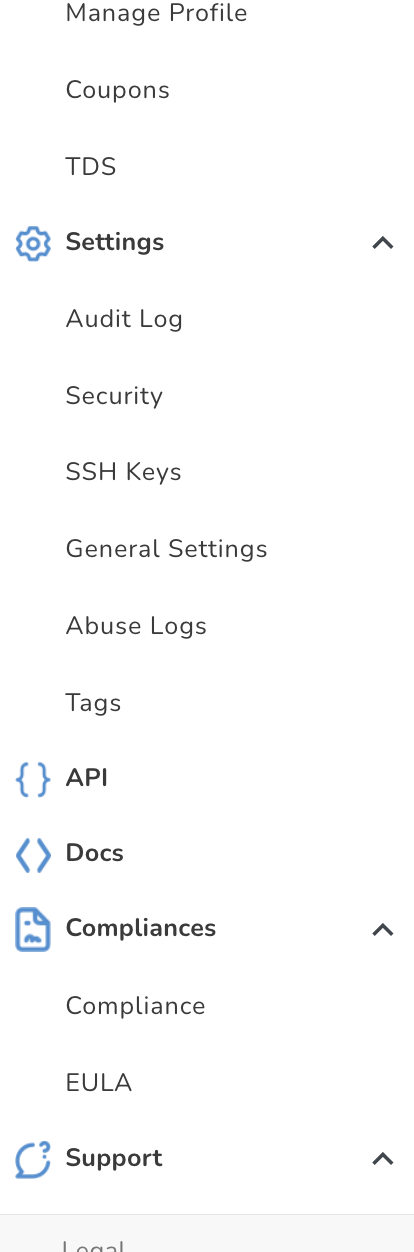 Manage Profile
Coupons
TDS
Settings
Audit Log
Security
SSH Keys
General Settings
Abuse Logs
Tags
API
Docs
Compliances
Compliance
EULA
Support
Legal